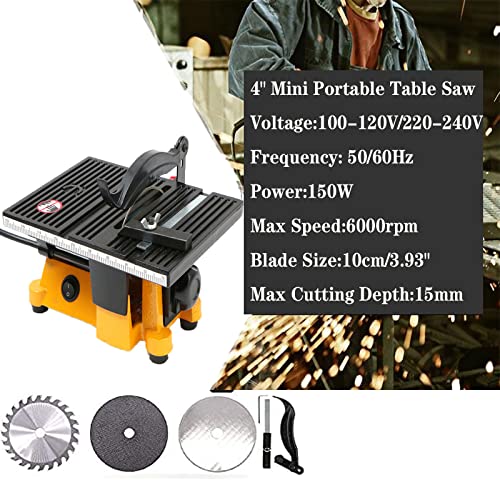 4" Mini Portable Table Saw
Voltage:100-120V/220-240V
Frequency: 50/60Hz
Power:150W
Max Speed:6000rpm
Blade Size:10cm/3.93"
Max Cutting Depth:15mm